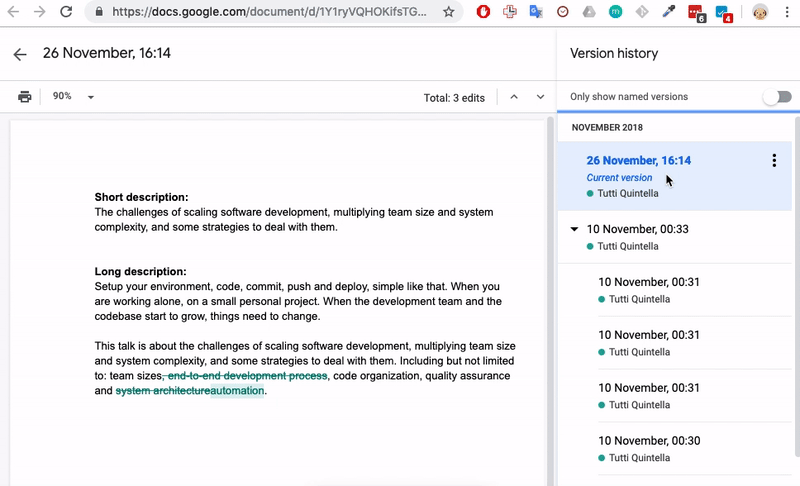 https://docs.google.com/document/d/1Y1ryVQHOKifsTG...
6
4
26 November, 16:14
Version history
90%
Total: 3 edits
Only show named versions
NOVEMBER 2018
26 November, 16:14
Current version
Tutti Quintella
10 November, 00:33
Tutti Quintella
10 November, 00:31
Tutti Quintella
10 November, 00:31
Tutti Quintella
10 November, 00:31
Tutti Quintella
10 November, 00:30
Tutti Quintella
Short description:
The challenges of scaling software development, multiplying team size and system
complexity, and some strategies to deal with them.
Long description:
Setup your environment, code, commit, push and deploy, simple like that. When you
are working alone, on a small personal project. When the development team and the
codebase start to grow, things need to change.
This talk is about the challenges of scaling software development, multiplying team size
and system complexity, and some strategies to deal with them. Including but not limited
to: team sizes, end-to-end development process, code organization, quality assurance
and system architectureautomation.